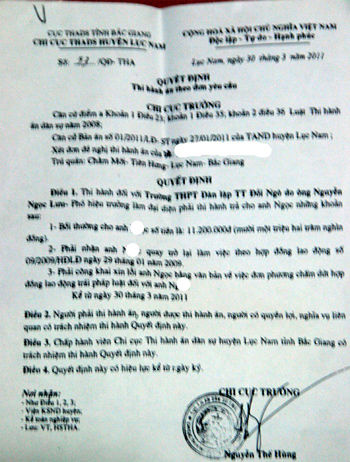 CỤC THADS TỈNH BẮC GIANG
CHI CỤC THADS HUYỆN LỤC NAM
CỘNG HOÀ XÃ HỘI CHỦ NGHĨA VIỆT NAM
Độc lập - Tự do - Hạnh phúc
Số: 23 /QĐ- THA
Lục Nam, ngày 30 tháng 3 năm 2011
QUYẾT ĐỊNH
Thi hành án theo đơn yêu cầu
CHI CỤC TRƯỞNG
Căn cứ điểm a Khoản 1 Điều 23; khoản 1 Điều 35; khoản 2 điều 36 Luật Thi hành
án dân sự năm 2008;
Căn cứ Bản án số 01/2011/LĐ- ST ngày 27/01/2011 của TAND huyện Lục Nam ;
Xét đơn đề nghị thi hành án của
Trú quán: Chằm Mới- Tiên Hưng- Lục Nam- Bắc Giang
QUYẾT ĐỊNH
Điều 1. Thi hành đối với Trường THPT Dân lập TT Đồi Ngô do ông Nguyễn
Ngọc Lưu- Phó hiệu trưởng làm đại diện phải thi hành trả cho anh Ngọc những khoản
sau:
1- Bồi thường cho anh số tiền là: 11.200.000đ (mười một triệu hai trăm nghìn
đồng).
2- Phải nhận anh quay trở lại làm việc theo hợp đồng lao động số
09/2009/HĐLĐ ngày 29 tháng 01 năm 2009.
3- Phải công khai xin lỗi anh Ngọc bằng văn bản về việc đơn phương chấm dứt hợp
đồng lao động trái pháp luật đối với anh Ng
Kể từ ngày 30 tháng 3 năm 2011
Điều 2. Người phải thi hành án, người được thi hành án, người có quyền lợi, nghĩa vụ liên
quan có trách nhiệm thi hành Quyết định này.
Điều 3. Chấp hành viên Chi cục Thi hành án dân sự huyện Lục Nam tỉnh Bắc Giang có
trách nhiệm thi hành Quyết định này.
Điều 4. Quyết định này có hiệu lực kể từ ngày ký.
Nơi nhận:
- Như Điều 1, 2, 3;
- Viện KSND huyện;
- Kế toán nghiệp vụ;
- Lưu: VT, HSTHA.
CHI CỤC TRƯỞNG
Nguyễn Thế Hùng